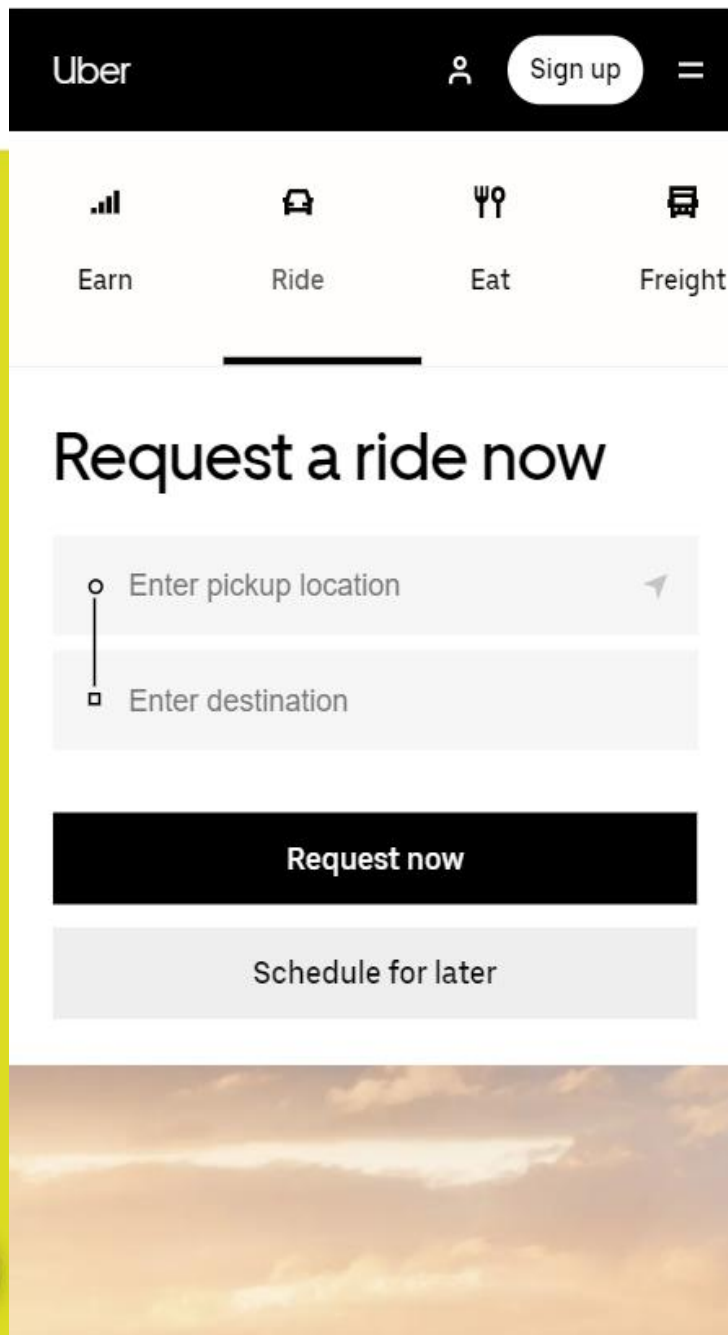 Uber Sign up
Earn Ride Eat Freight
Request a ride now
Enter pickup location
Enter destination
Request now
Schedule for later